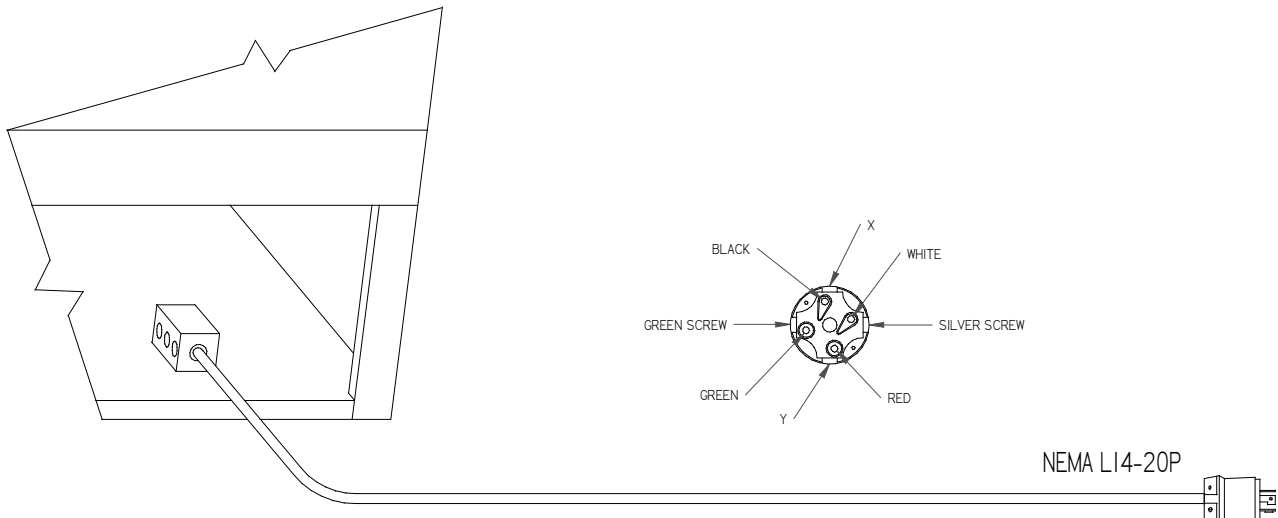 X
BLACK
WHITE
GREEN SCREW
SILVER SCREW
GREEN
RED
Y
NEMA L14-20P